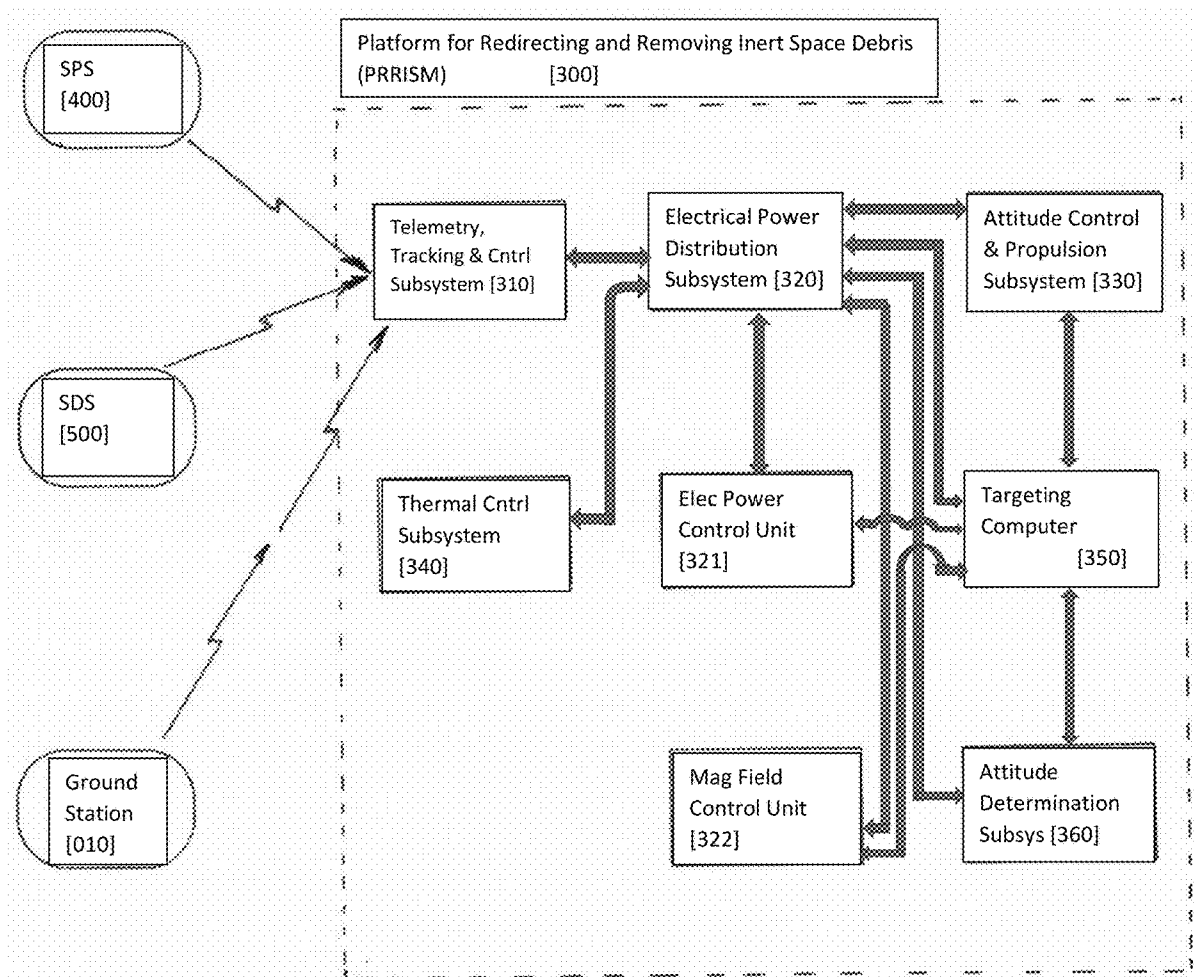 Platform for Redirecting and Removing Inert Space Debris
(PRRISM) [300]
SPS
[400]
Telemetry,
Tracking & Cntrl
Subsystem [310]
Electrical Power
Distribution
Subsystem [320]
Attitude Control
& Propulsion
Subsystem [330]
SDS
[500]
Thermal Cntrl
Subsystem
[340]
Elec Power
Control Unit
[321]
Targeting
Computer
[350]
Ground
Station
[010]
Mag Field
Control Unit
[322]
Attitude
Determination
Subsys [360]